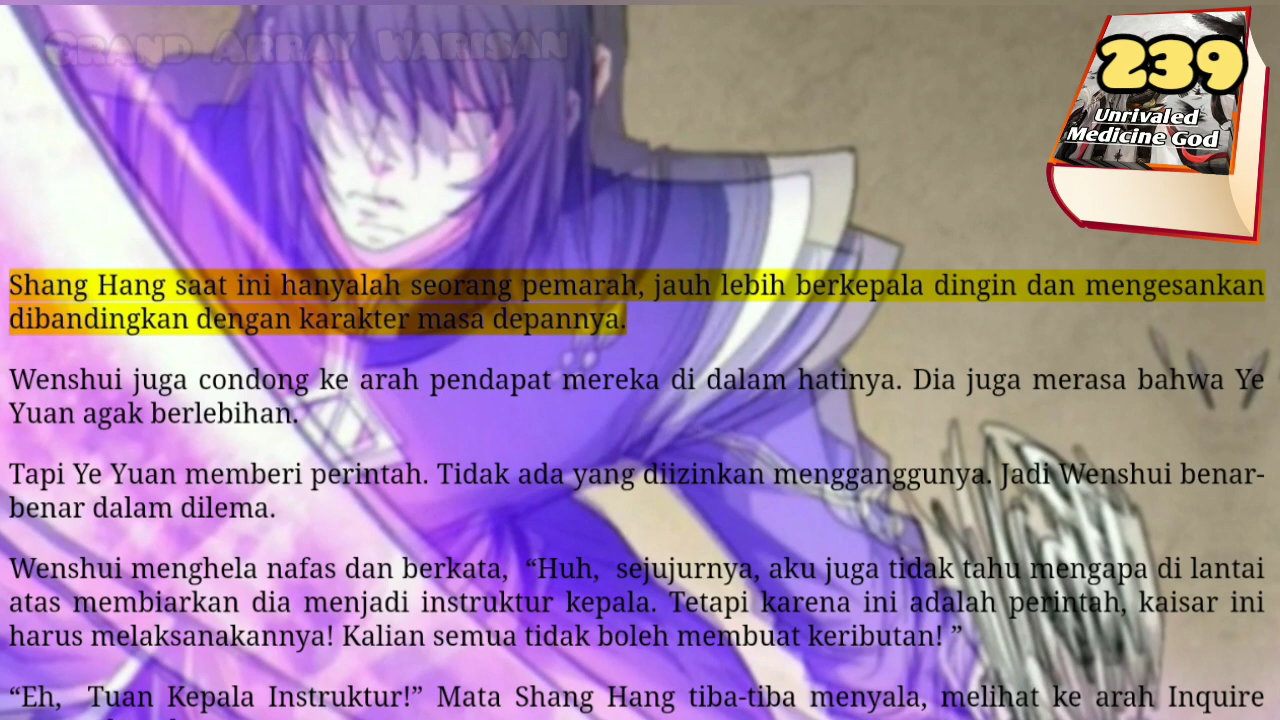 GRAND ARRAY WARRUAN
239
Unrivaled
Medicine God
Shang Hang saat ini hanyalah seorang pemarah, jauh lebih berkepala dingin dan mengesankan
dibandingkan dengan karakter masa depannya.
Wenshui juga condong ke arah pendapat mereka di dalam hatinya. Dia juga merasa bahwa Ye
Yuan agak berlebihan.
Tapi Ye Yuan memberi perintah. Tidak ada yang diizinkan mengganggunya. Jadi Wenshui benar-
benar dalam dilema.
Wenshui menghela nafas dan berkata, “Huh, sejujurnya, aku juga tidak tahu mengapa di lantai
atas membiarkan dia menjadi instruktur kepala. Tetapi karena ini adalah perintah, kaisar ini
harus melaksanakannya! Kalian semua tidak boleh membuat keributan! ”
“Eh, Tuan Kepala Instruktur!” Mata Shang Hang tiba-tiba menyala, melihat ke arah Inquire